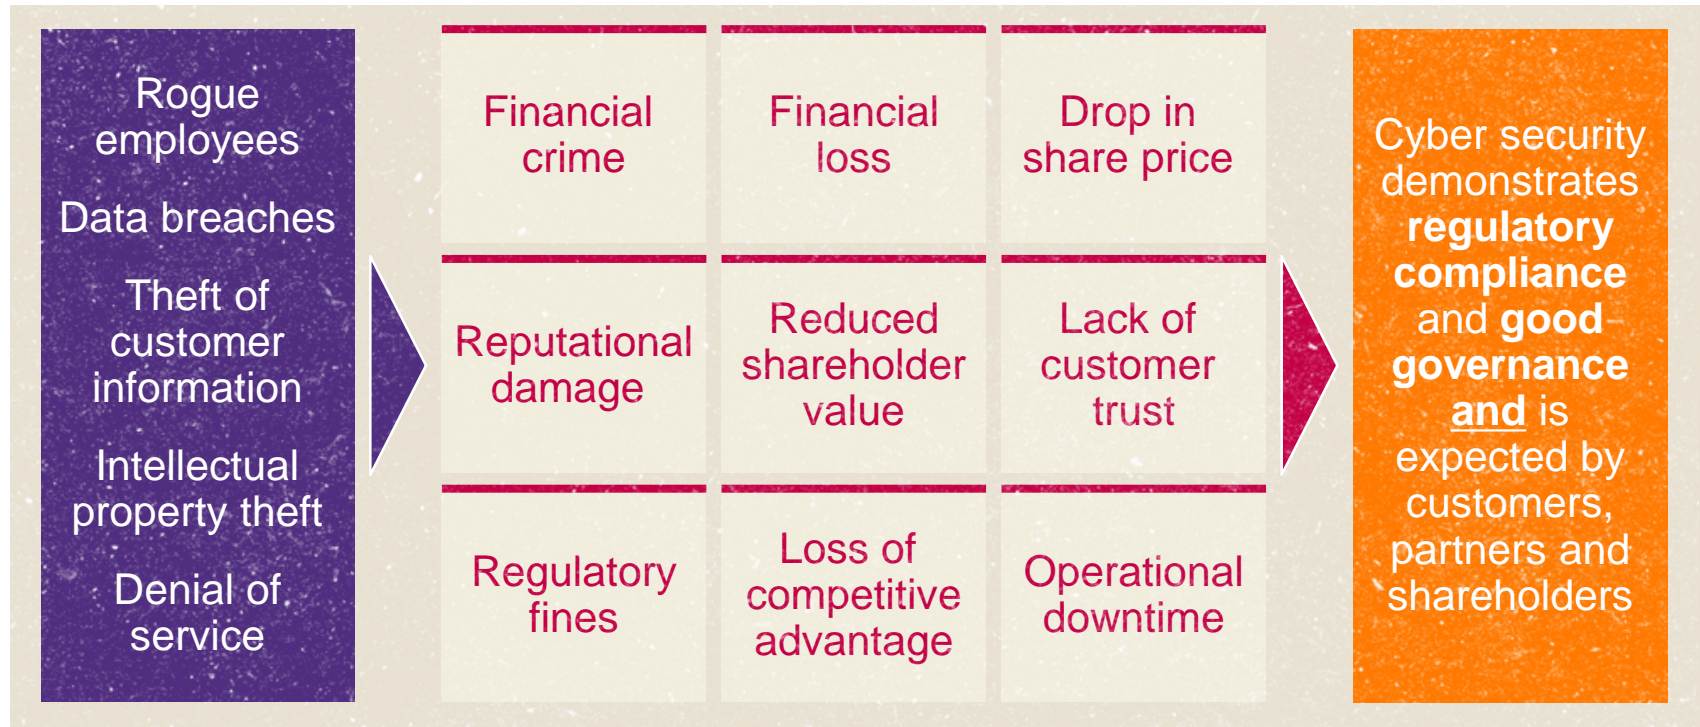 Rogue
employees
Data breaches
Theft of
customer
information
Intellectual
property theft
Denial of
service
Financial
crime
Financial
loss
Drop in
share price
Reputational
damage
Reduced
shareholder
value
Lack of
customer
trust
Regulatory
fines
Loss of
competitive
advantage
Operational
downtime
Cyber security
demonstrates
regulatory
compliance
and good
governance
and is
expected by
customers,
partners and
shareholders